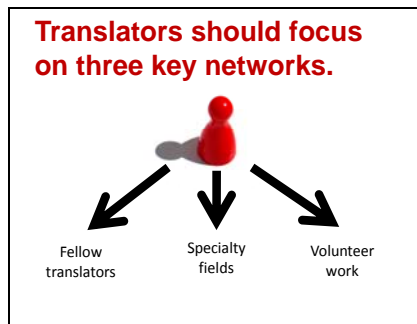 Translators should focus
on three key networks.
Fellow
translators
Specialty
fields
Volunteer
work